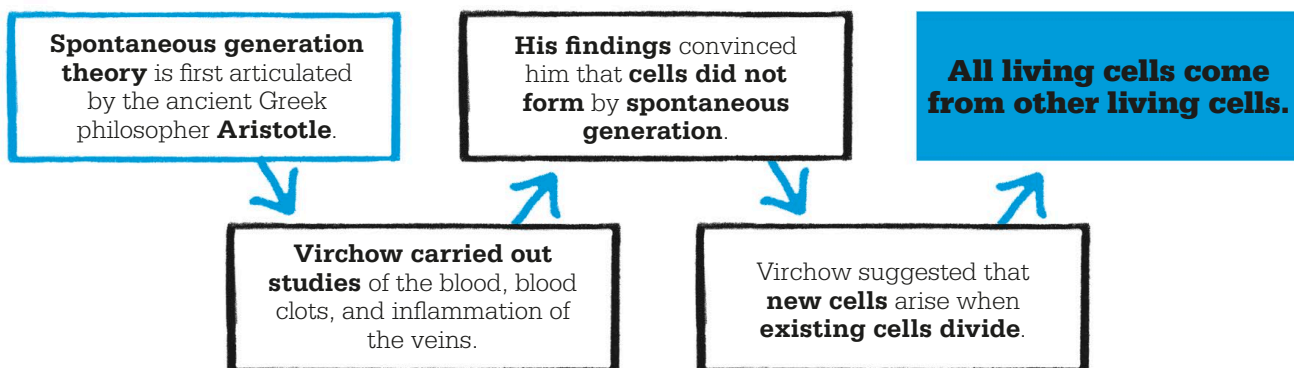 Spontaneous generation
theory is first articulated
by the ancient Greek
philosopher Aristotle.
Virchow carried out
studies of the blood, blood
clots, and inflammation of
the veins.
His findings convinced
him that cells did not
form by spontaneous
generation.
Virchow suggested that
new cells arise when
existing cells divide.
All living cells come
from other living cells.